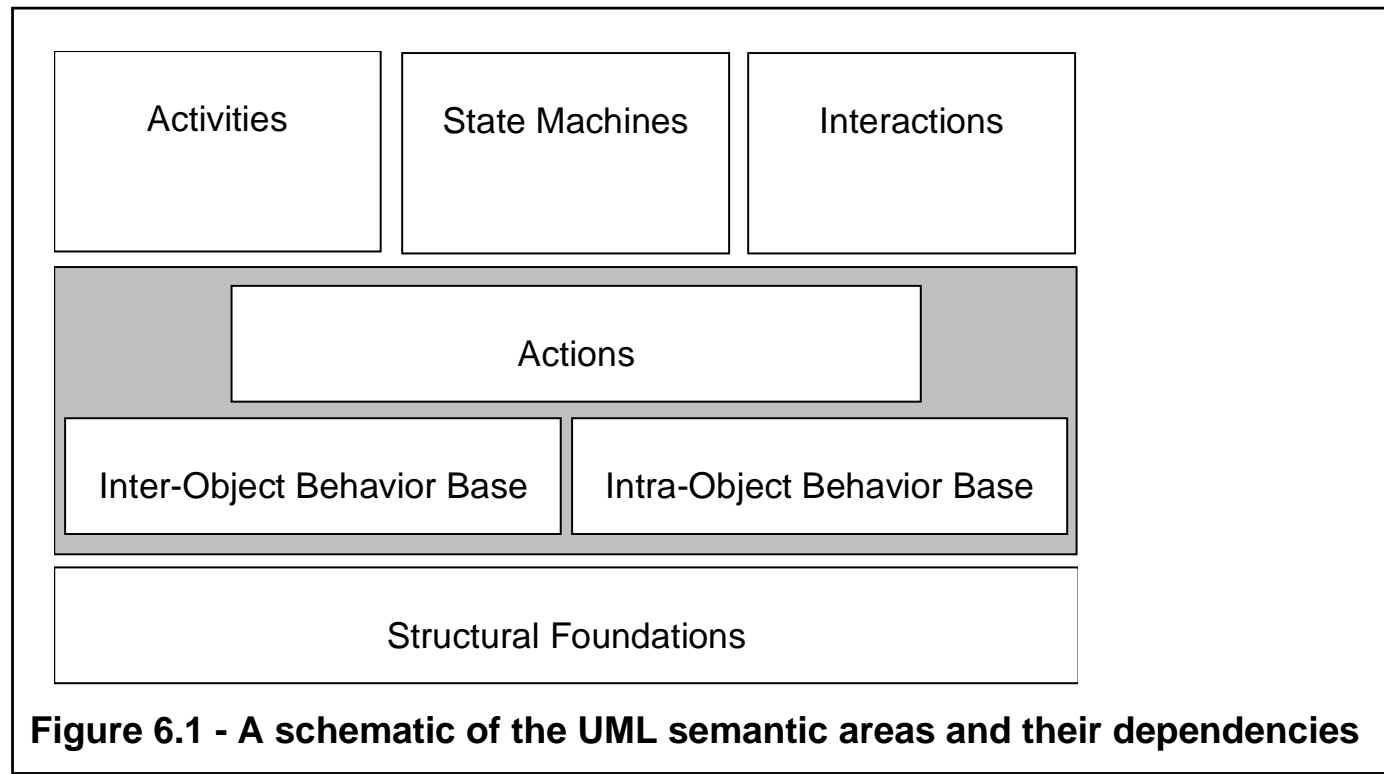 Activities
State Machines
Interactions
Actions
Inter-Object Behavior Base
Intra-Object Behavior Base
Structural Foundations
Figure 6.1 - A schematic of the UML semantic areas and their dependencies